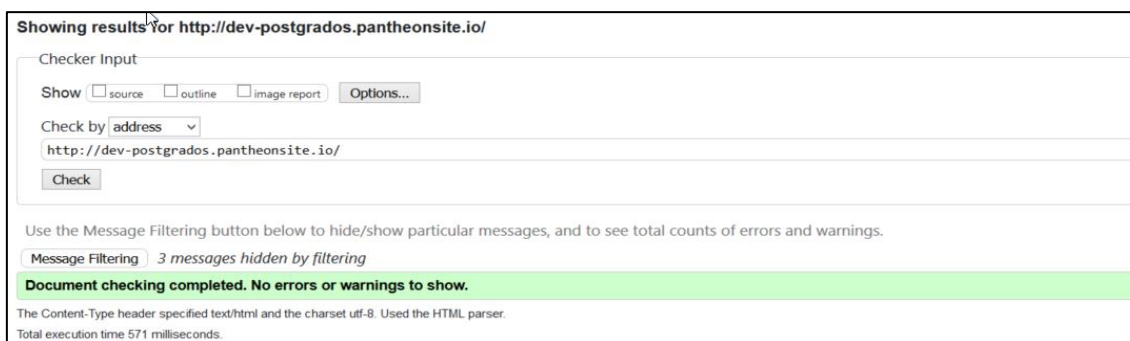 Showing results for http://dev-postgrados.pantheonsite.io/
Checker Input
Show source outline image report Options...
Check by address
http://dev-postgrados.pantheonsite.io/
Check
Use the Message Filtering button below to hide/show particular messages, and to see total counts of errors and warnings.
Message Filtering 3 messages hidden by filtering
Document checking completed. No errors or warnings to show.
The Content-Type header specified text/html and the charset utf-8. Used the HTML parser.
Total execution time 571 milliseconds.